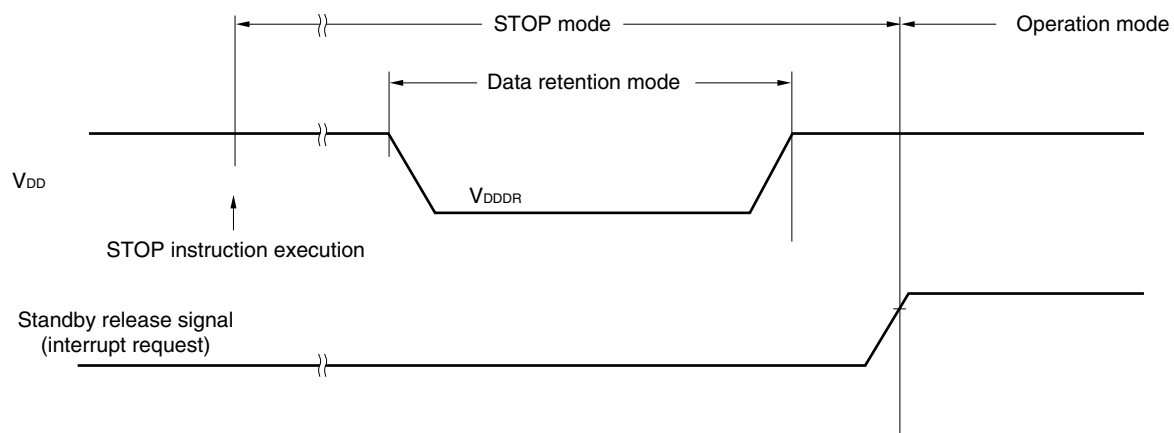 STOP mode
Operation mode
Data retention mode
VDD
VDDDR
STOP instruction execution
Standby release signal
(interrupt request)